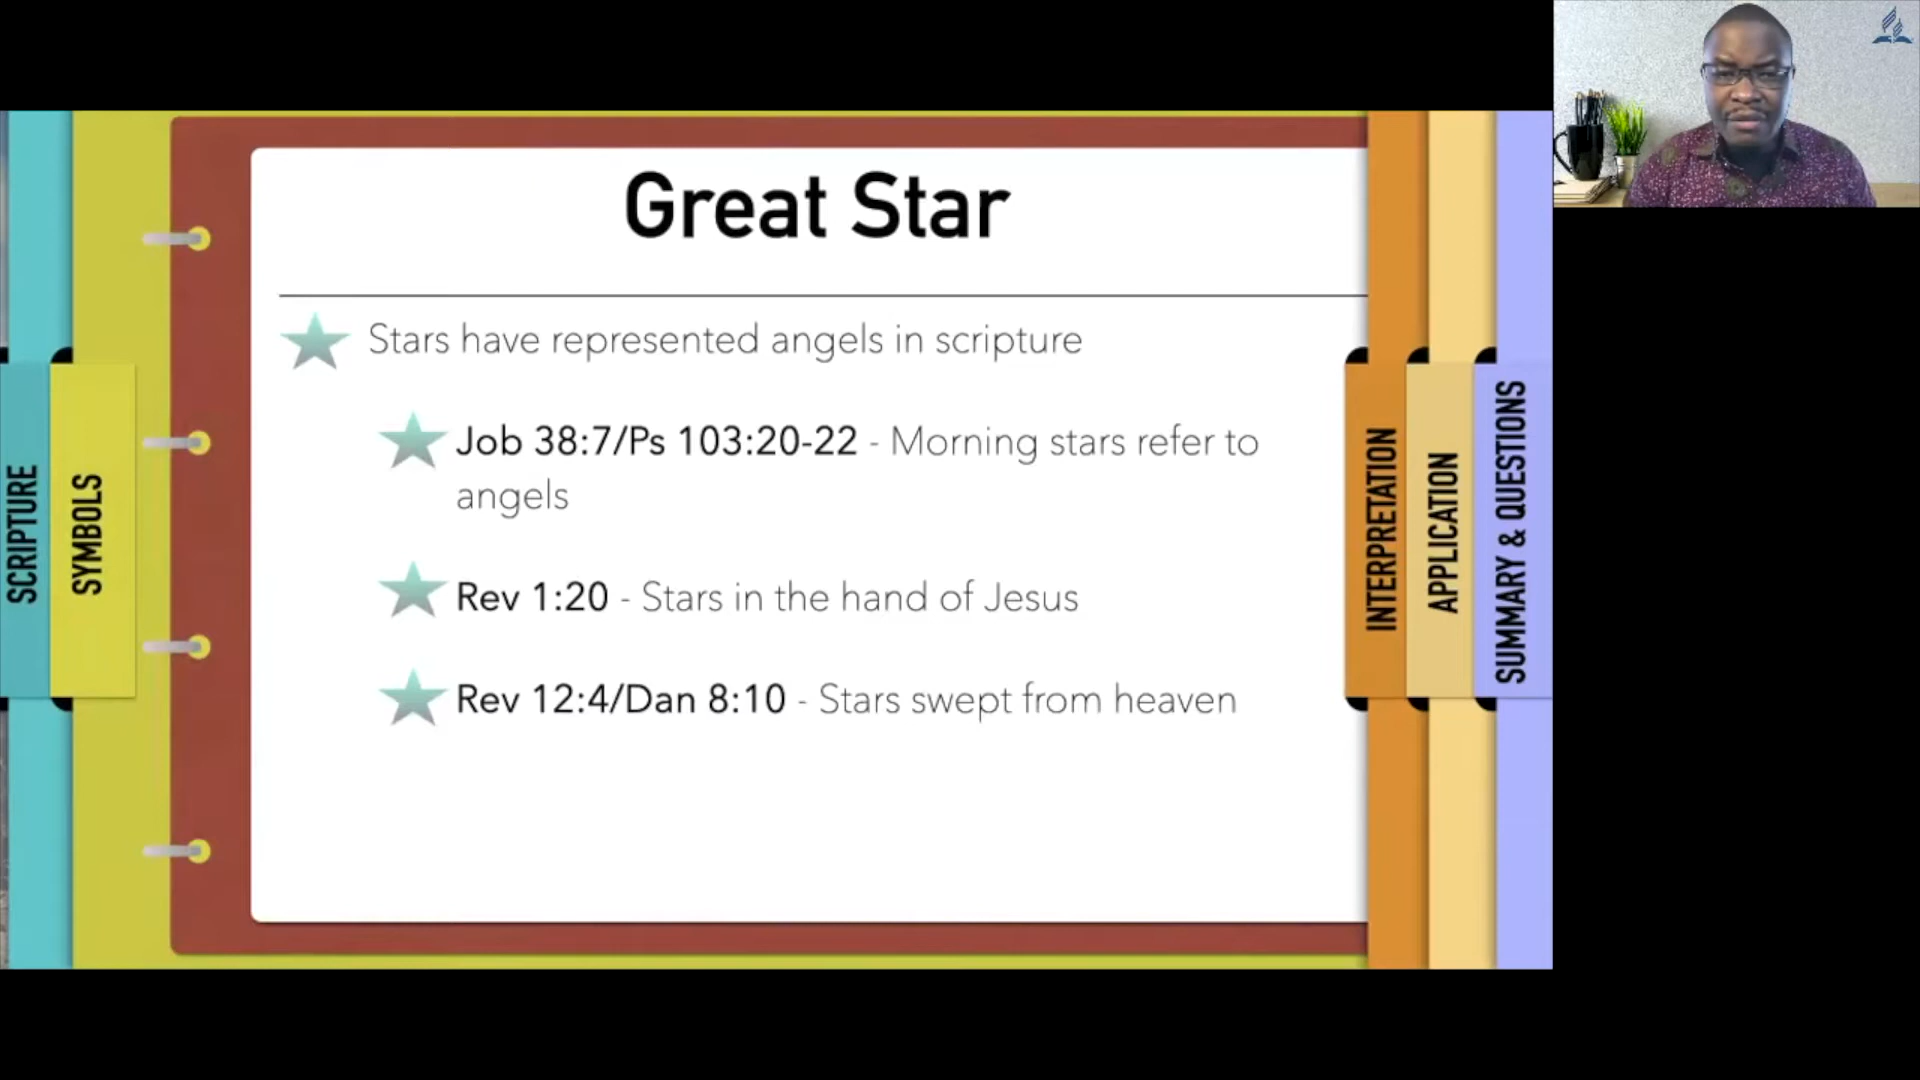 Great Star
Stars have represented angels in scripture
Job 38:7/Ps 103:20-22 - Morning stars refer to
angels
Rev 1:20 - Stars in the hand of Jesus
Rev 12:4/Dan 8:10 - Stars swept from heaven
SCRIPTURE
SYMBOLS
INTERPRETATION
APPLICATION
SUMMARY & QUESTIONS